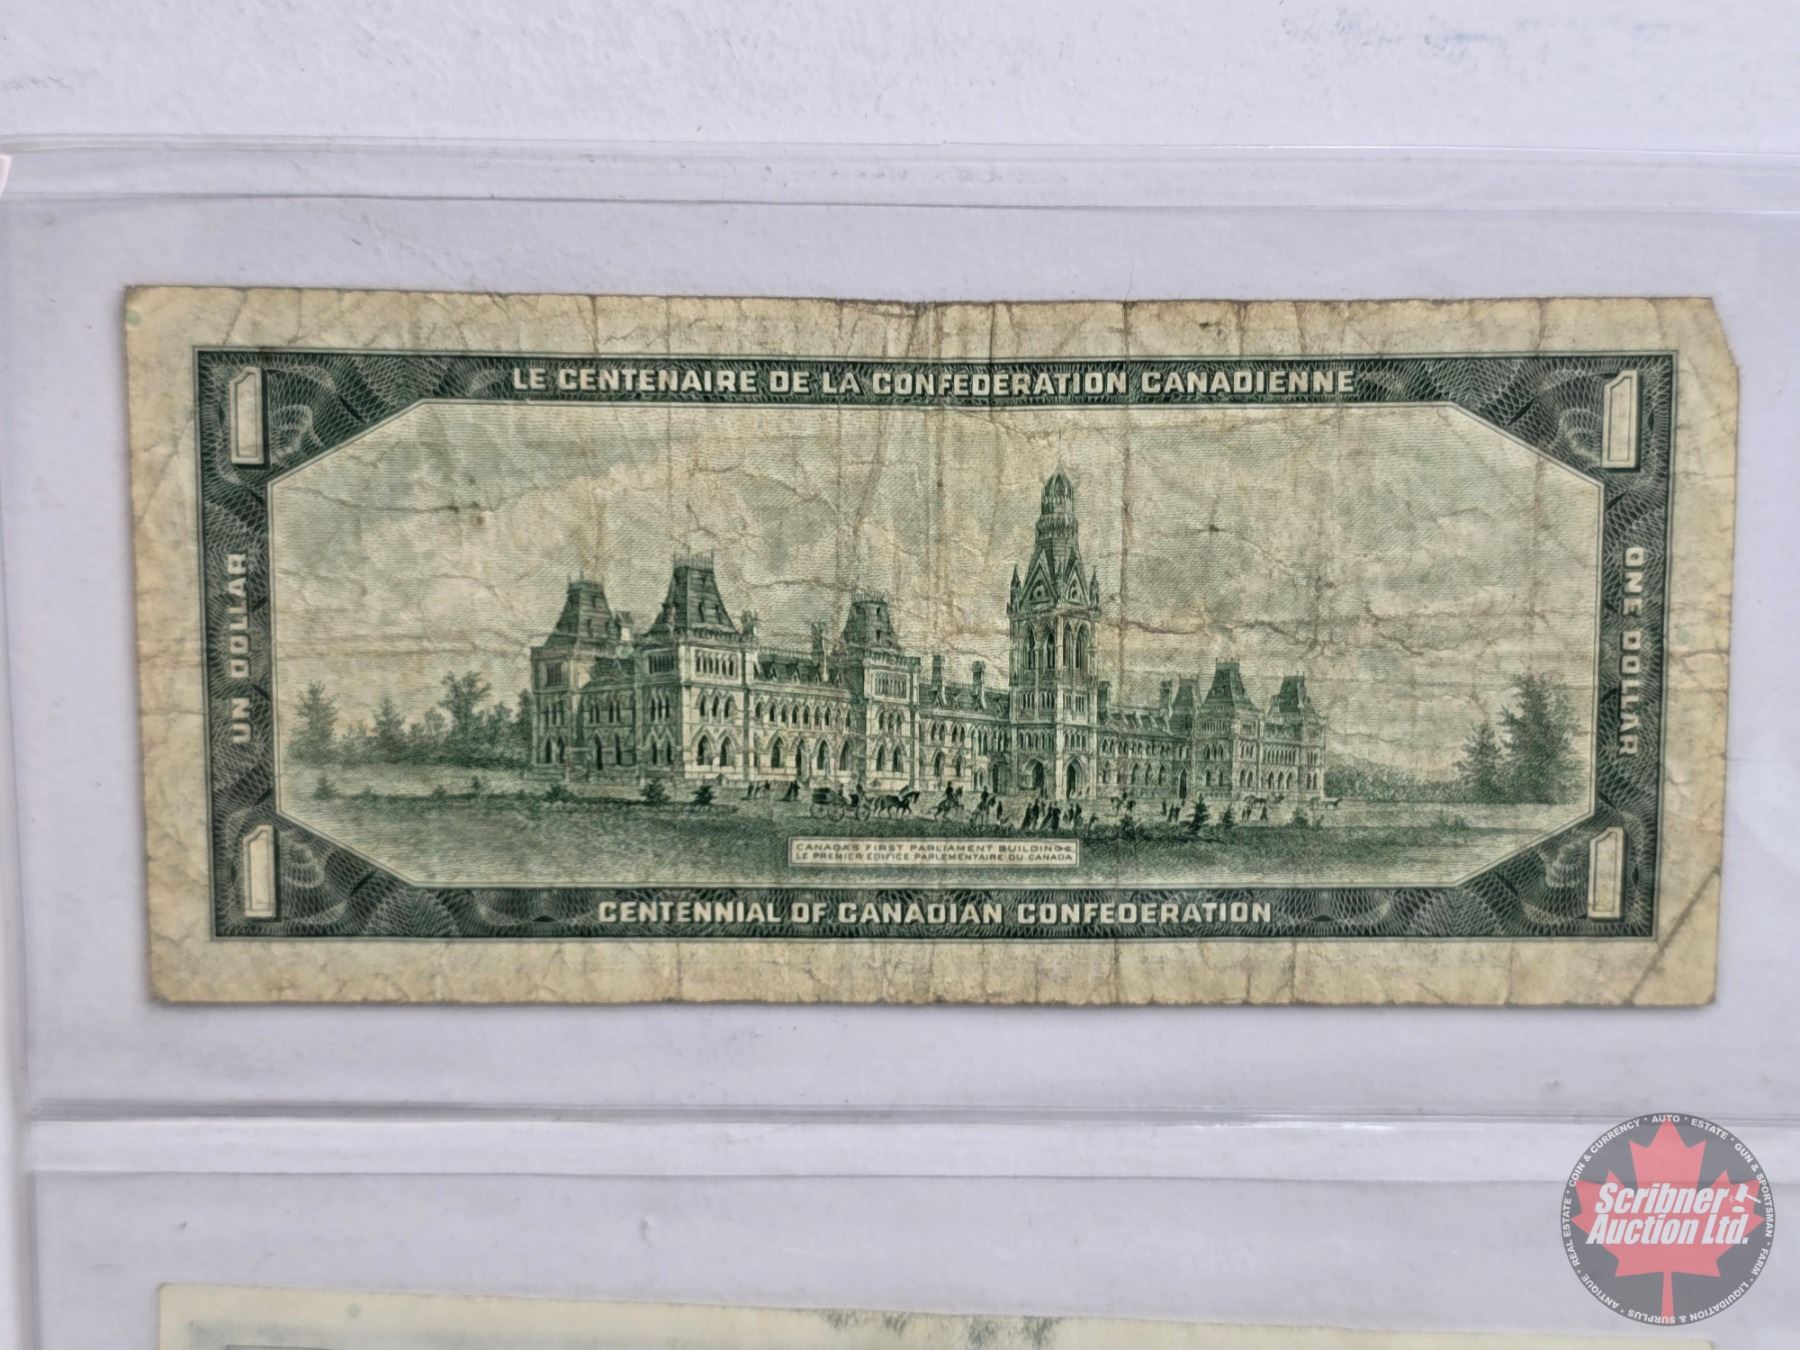 1 LE CENTENAIRE DE LA CONFEDERATION CANADIENNE 1
UN DOLLAR
ONE DOLLAR
CANADA'S FIRST PARLIAMENT BUILDINGS
LE PREMIER EDIFICE PARLEMENTAIRE DU CANADA
1 CENTENNIAL OF CANADIAN CONFEDERATION 1
REAL ESTATE • COIN & CURRENCY • AUTO • ESTATE • GUN & SPORTSMAN • FARM • LIQUIDATION & SURPLUS • ANTIQUE •
Scribner
Auction Ltd.